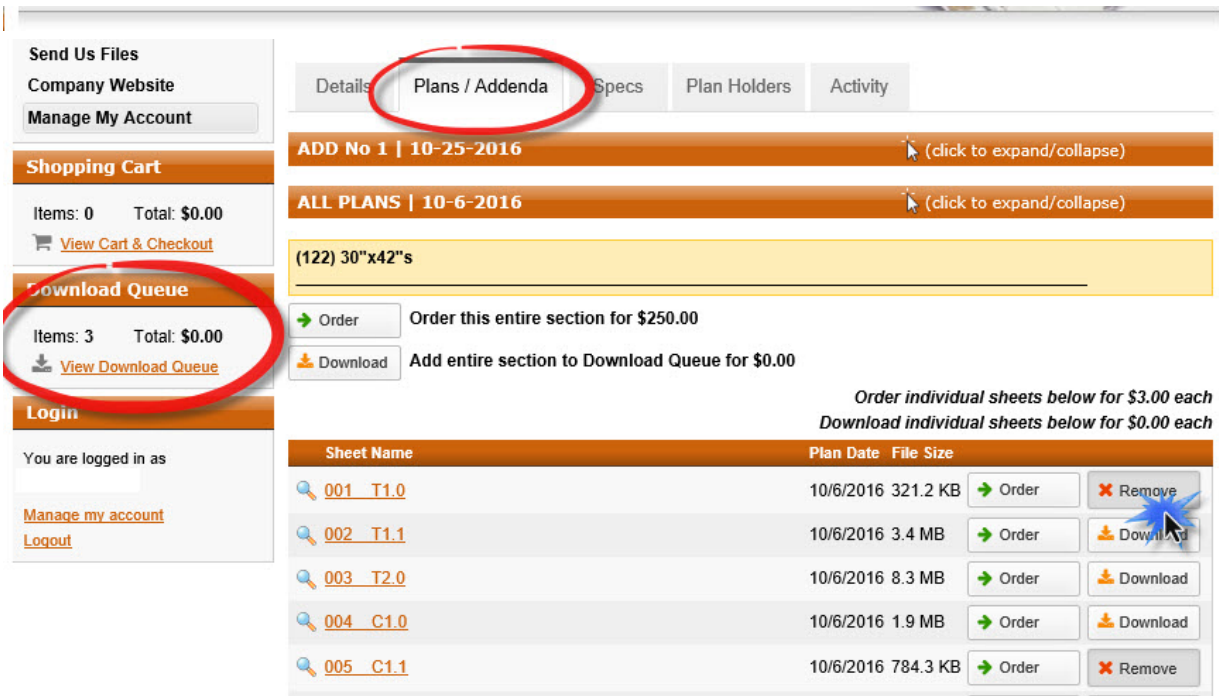 Send Us Files
Company Website
Manage My Account
Shopping Cart
Items: 0 Total: $0.00
View Cart & Checkout
Download Queue
Items: 3 Total: $0.00
View Download Queue
Login
You are logged in as
Manage my account
Logout
Details Plans / Addenda Specs Plan Holders Activity
ADD No 1 | 10-25-2016 (click to expand/collapse)
ALL PLANS | 10-6-2016 (click to expand/collapse)
(122) 30"x42"s
Order Order this entire section for $250.00
Download Add entire section to Download Queue for $0.00
Order individual sheets below for $3.00 each
Download individual sheets below for $0.00 each
Sheet Name Plan Date File Size
001 T1.0 10/6/2016 321.2 KB Order Remove
002 T1.1 10/6/2016 3.4 MB Order Download
003 T2.0 10/6/2016 8.3 MB Order Download
004 C1.0 10/6/2016 1.9 MB Order Download
005 C1.1 10/6/2016 784.3 KB Order Remove